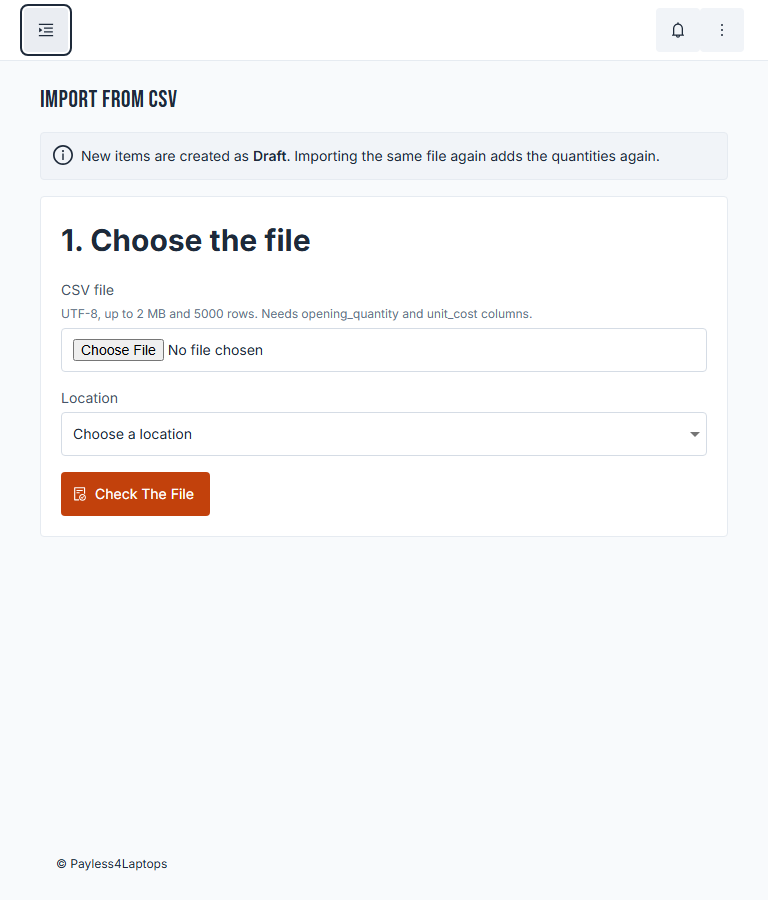 IMPORT FROM CSV
New items are created as Draft. Importing the same file again adds the quantities again.
1. Choose the file
CSV file
UTF-8, up to 2 MB and 5000 rows. Needs opening_quantity and unit_cost columns.
Choose File No file chosen
Location
Choose a location
Check The File
© Payless4Laptops